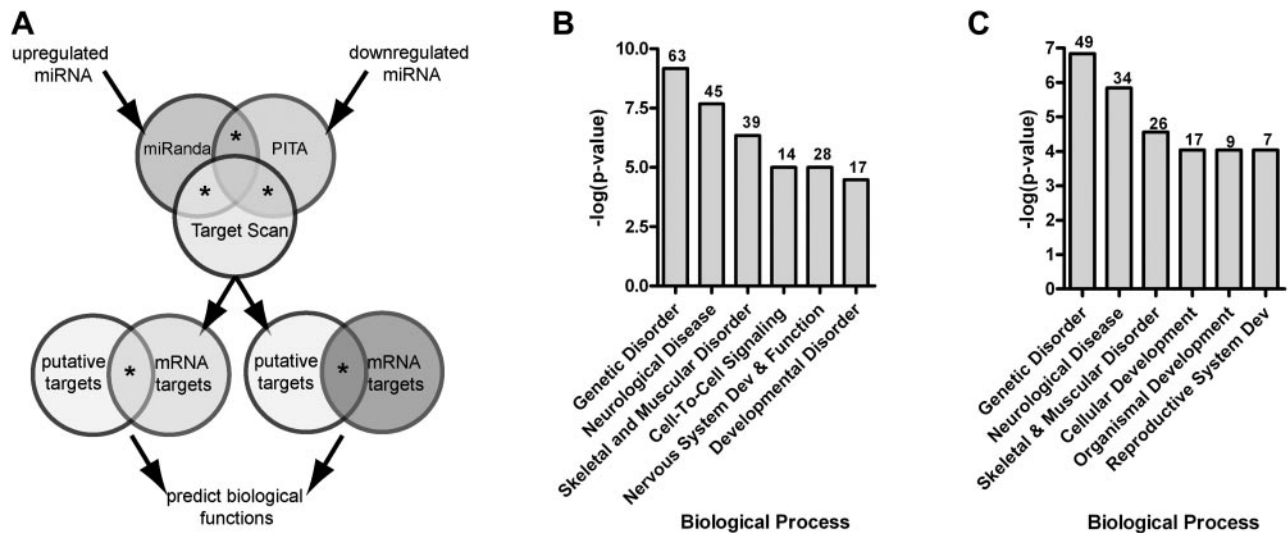 A
upregulated
miRNA
downregulated
miRNA
*
miRanda
PITA
*
*
Target Scan
putative
targets
*
mRNA
targets
putative
targets
*
mRNA
targets
predict biological
functions
B
-log(p-value)
10.0
7.5
5.0
2.5
0.0
63
45
39
14
28
17
Genetic Disorder
Neurological Disease
Skeletal and Muscular Disorder
Cell-To-Cell Signaling
Nervous System Dev & Function
Developmental Disorder
Biological Process
C
-log(p-value)
7
6
5
4
3
2
1
0
49
34
26
17
9
7
Genetic Disorder
Neurological Disease
Skeletal & Muscular Disorder
Cellular Development
Organismal Development
Reproductive System Dev
Biological Process